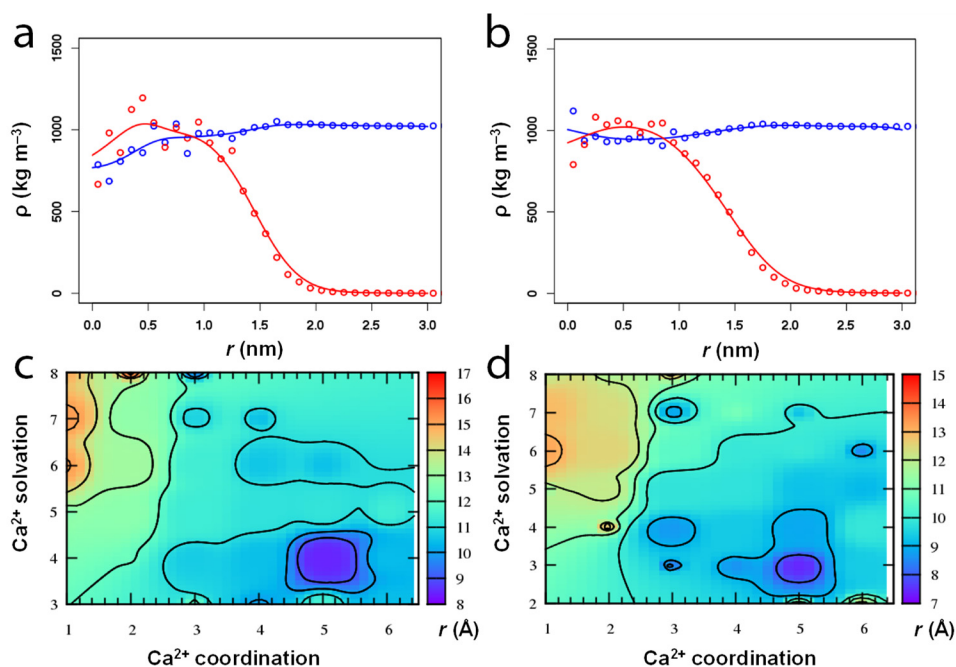 a
1500
1000
500
0
ρ (kg m⁻³)
0.0 0.5 1.0 1.5 2.0 2.5 3.0
r (nm)
b
1500
1000
500
0
ρ (kg m⁻³)
0.0 0.5 1.0 1.5 2.0 2.5 3.0
r (nm)
c
8
7
6
5
4
3
Ca²⁺ solvation
1 2 3 4 5 6
Ca²⁺ coordination
17
16
15
14
13
12
11
10
9
8
r (Å)
d
8
7
6
5
4
3
2
Ca²⁺ solvation
1 2 3 4 5 6
Ca²⁺ coordination
15
14
13
12
11
10
9
8
7
r (Å)